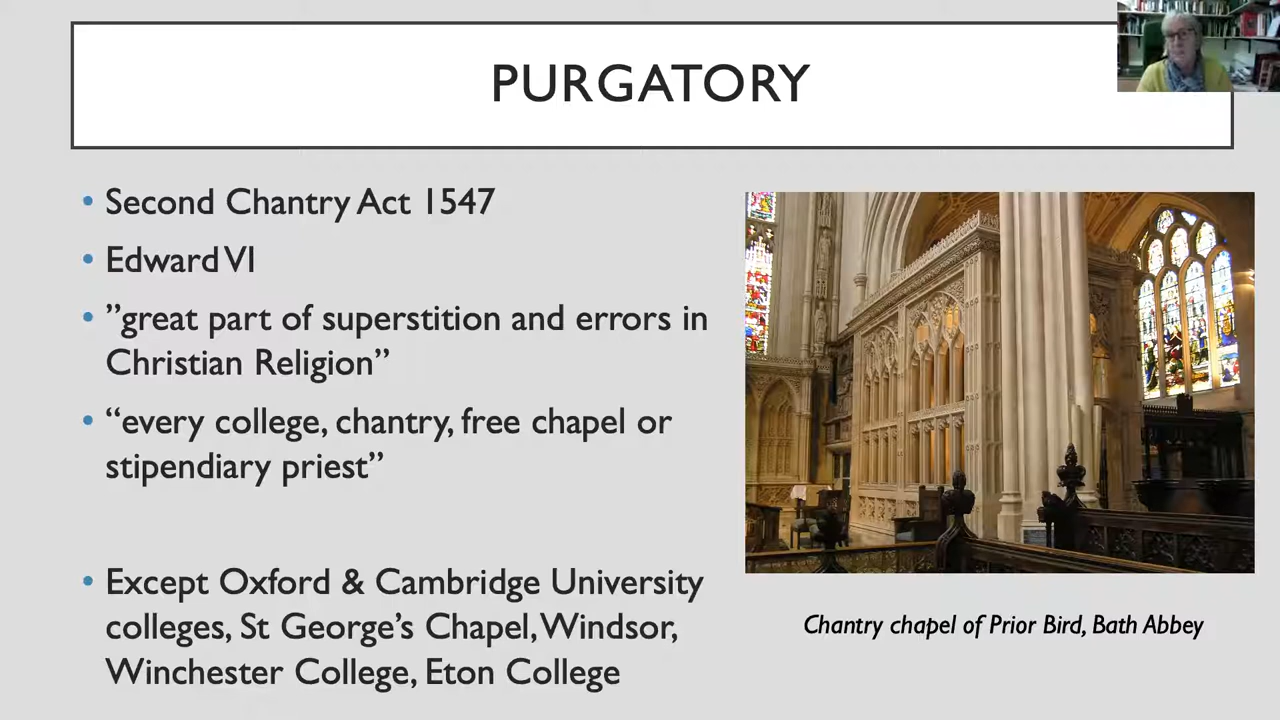 PURGATORY
• Second Chantry Act 1547
• Edward VI
• ”great part of superstition and errors in
Christian Religion”
• “every college, chantry, free chapel or
stipendiary priest”
• Except Oxford & Cambridge University
colleges, St George’s Chapel, Windsor,
Winchester College, Eton College
Chantry chapel of Prior Bird, Bath Abbey